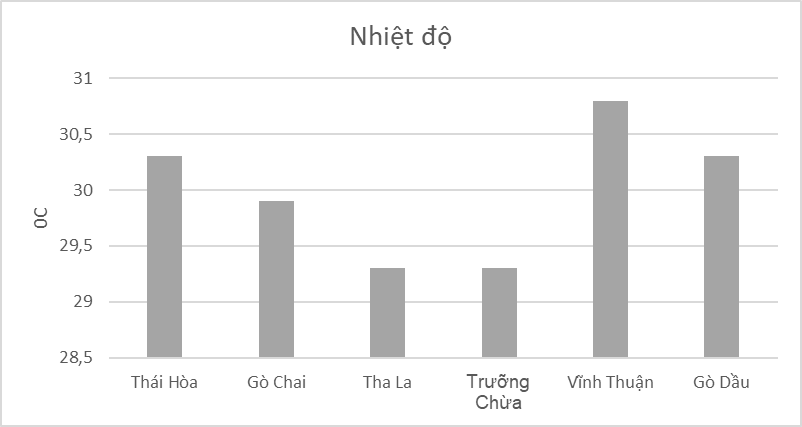 Nhiệt độ
31
30,5
30
29,5
29
28,5
0C
Thái Hòa
Gò Chai
Tha La
Trưỡng
Chừa
Vĩnh Thuận
Gò Dầu